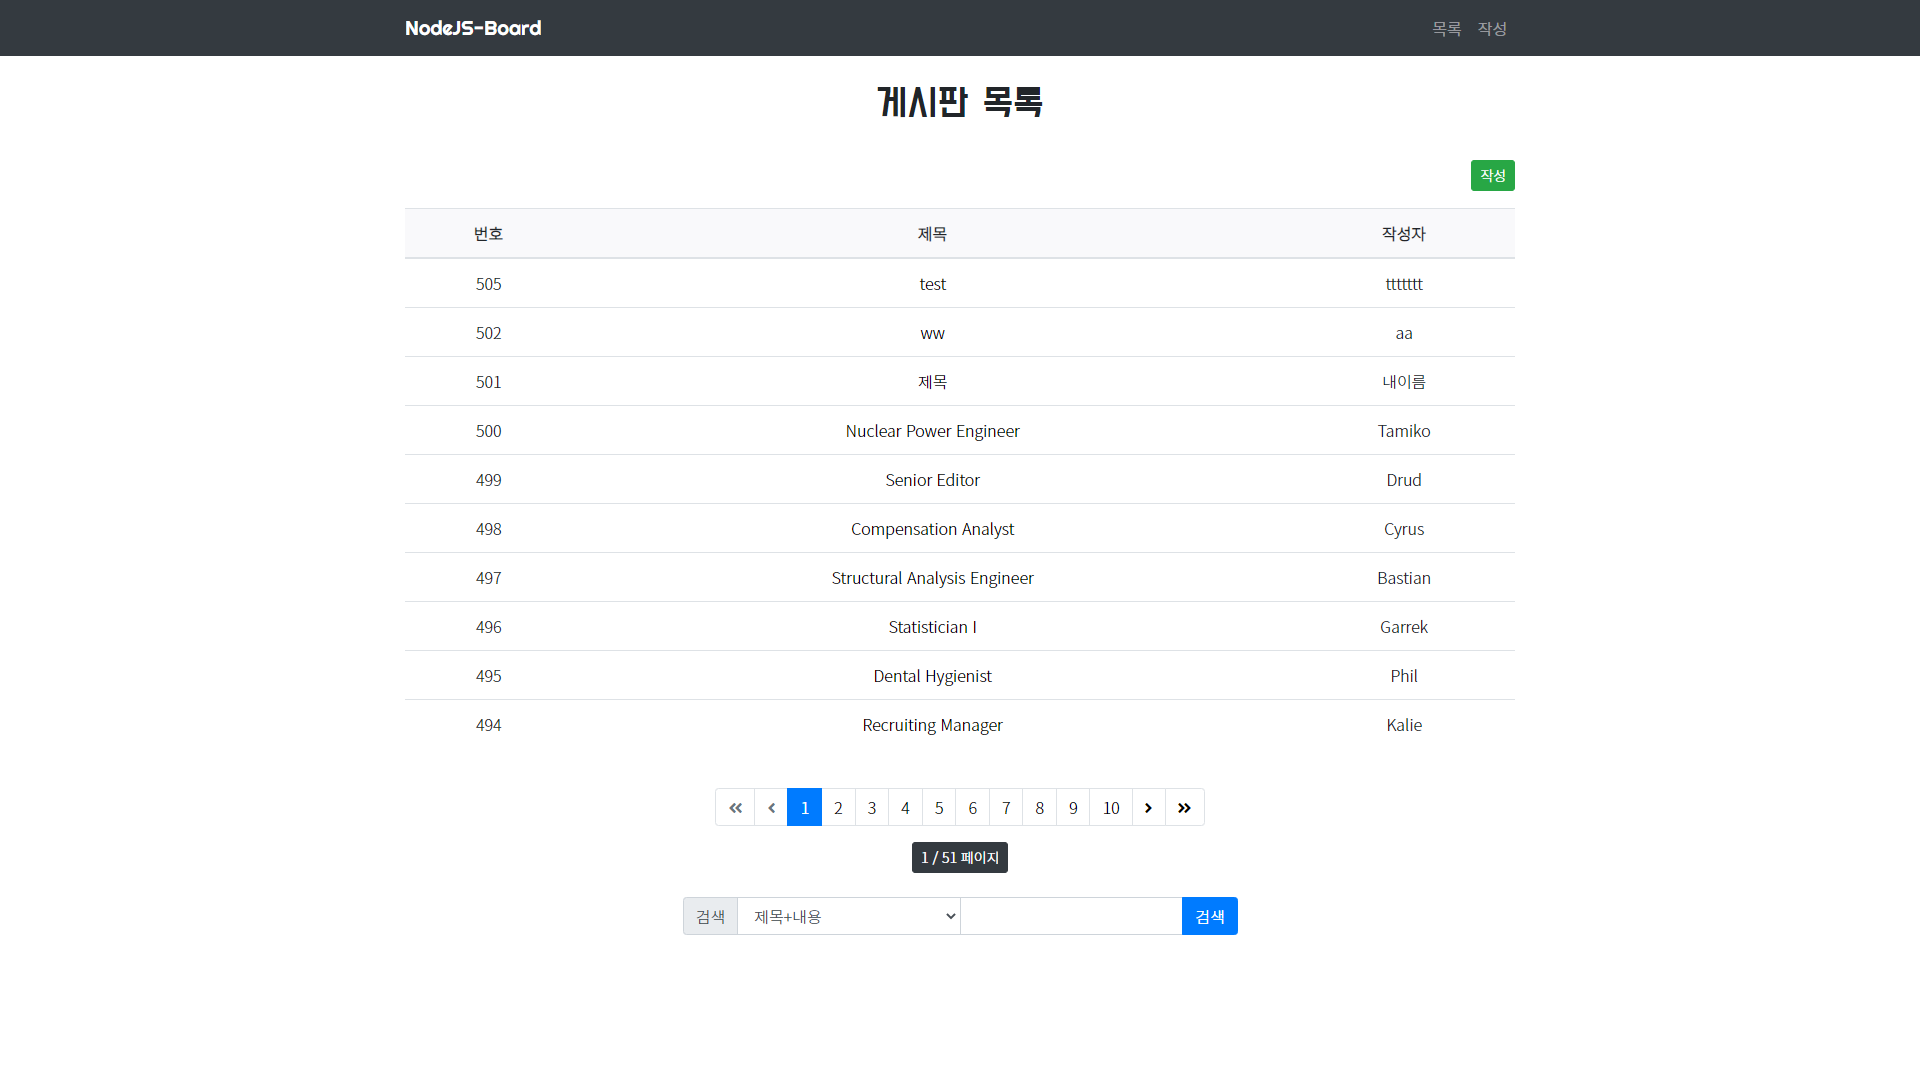 NodeJS-Board 목록 작성
게시판 목록
작성
번호 제목 작성자
505 test ttttttt
502 ww aa
501 제목 내이름
500 Nuclear Power Engineer Tamiko
499 Senior Editor Drud
498 Compensation Analyst Cyrus
497 Structural Analysis Engineer Bastian
496 Statistician I Garrek
495 Dental Hygienist Phil
494 Recruiting Manager Kalie
1 2 3 4 5 6 7 8 9 10
1 / 51 페이지
검색 제목+내용 검색